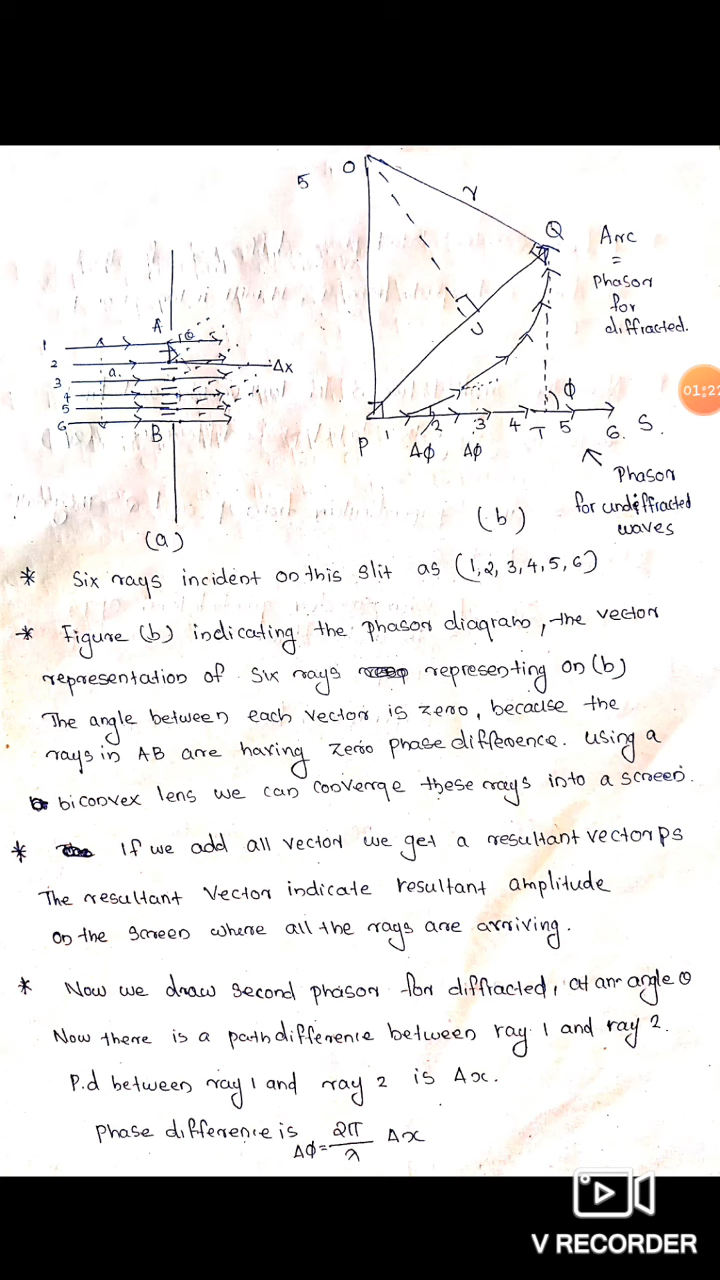 5
O
r
Q
Arc
=
phasor
for
diffracted.
A
θ
1
2
3
4
5
6
a.
Δx
B
U
P
1
2
3
4
T
5
6.
S.
Δϕ
Δϕ
ϕ
Phasor
for undiffracted
waves
(a)
(b)
* Six rays incident on this slit as (1,2,3,4,5,6)
* Figure (b) indicating the phasor diagram, the vector
representation of six rays representing on (b)
The angle between each vector is zero, because the
rays in AB are having zero phase difference. using a
biconvex lens we can converge these rays into a screen.
* If we add all vector we get a resultant vector PS
The resultant Vector indicate resultant amplitude
on the screen where all the rays are arriving.
* Now we draw second phasor for diffracted, at an angle θ
Now there is a path difference between ray 1 and ray 2.
P.d between ray 1 and ray 2 is Δx.
Phase difference is Δϕ = 2π/λ Δx
01:22
V RECORDER